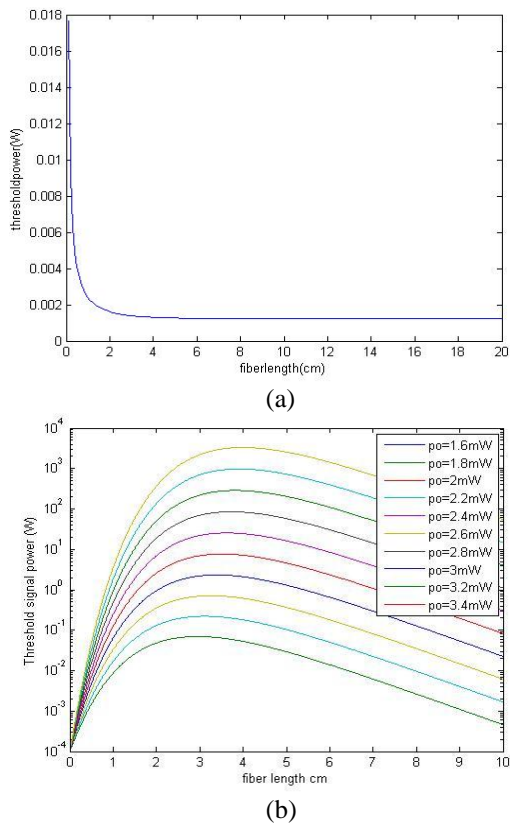 0.018
0.016
0.014
0.012
0.01
0.008
0.006
0.004
0.002
0
thresholdpower(W)
0 2 4 6 8 10 12 14 16 18 20
fiberlength(cm)
(a)
10^4
10^3
10^2
10^1
10^0
10^-1
10^-2
10^-3
10^-4
Threshold signal power (W)
po=1.6mW
po=1.8mW
po=2mW
po=2.2mW
po=2.4mW
po=2.6mW
po=2.8mW
po=3mW
po=3.2mW
po=3.4mW
0 1 2 3 4 5 6 7 8 9 10
fiber length cm
(b)